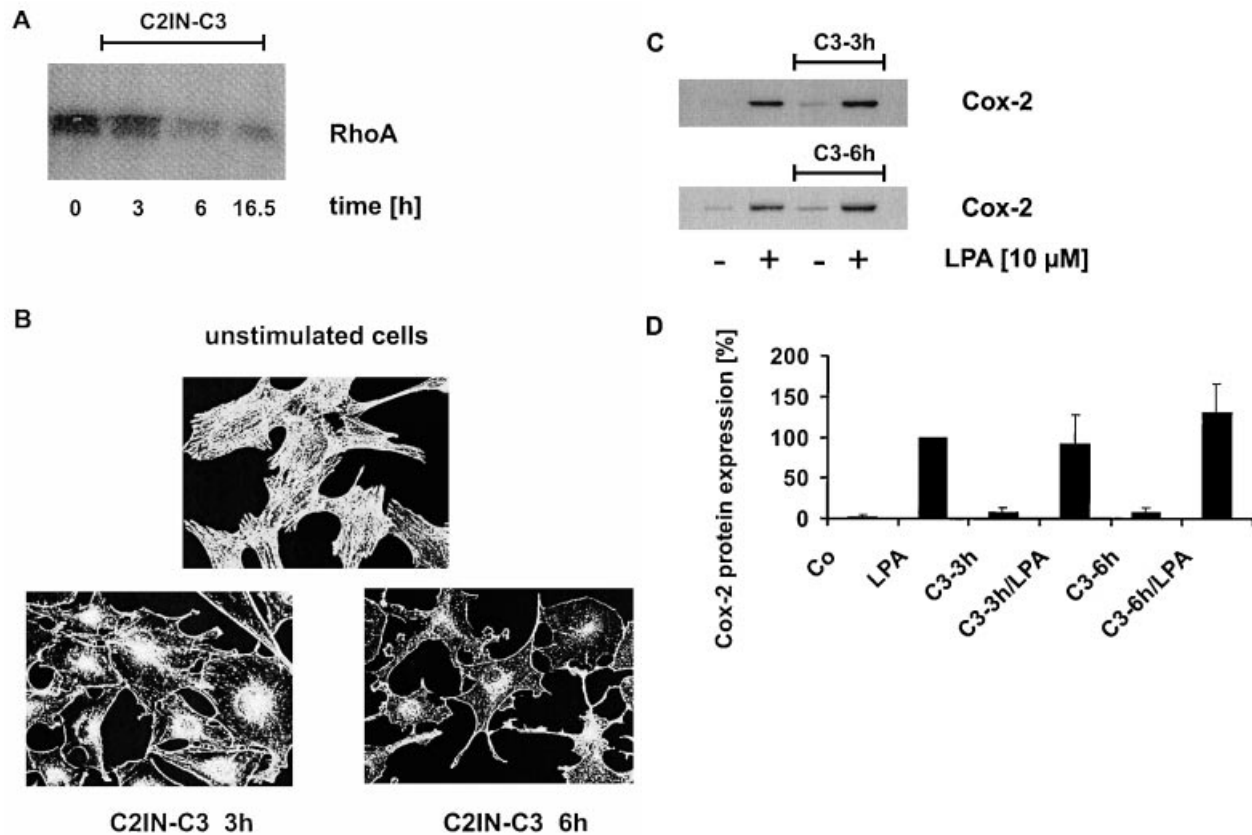 A
C2IN-C3
RhoA
0 3 6 16.5 time [h]
B
unstimulated cells
C2IN-C3 3h
C2IN-C3 6h
C
C3-3h
Cox-2
C3-6h
Cox-2
- + - + LPA [10 µM]
D
Cox-2 protein expression [%]
200
150
100
50
0
Co
LPA
C3-3h
C3-3h/LPA
C3-6h
C3-6h/LPA